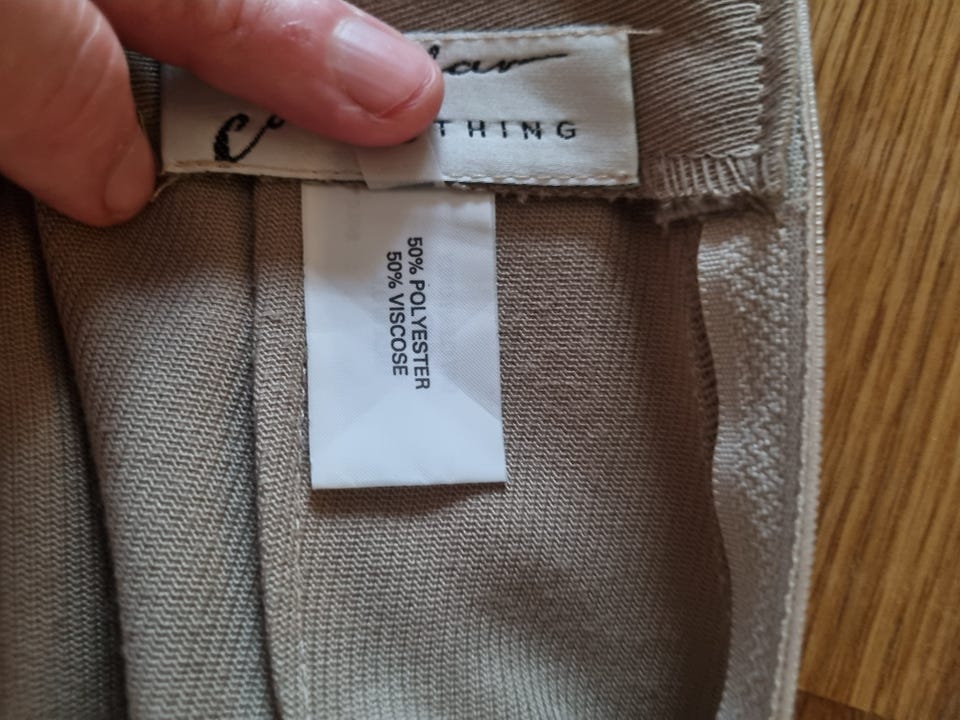 THING
50% POLYESTER
50% VISCOSE